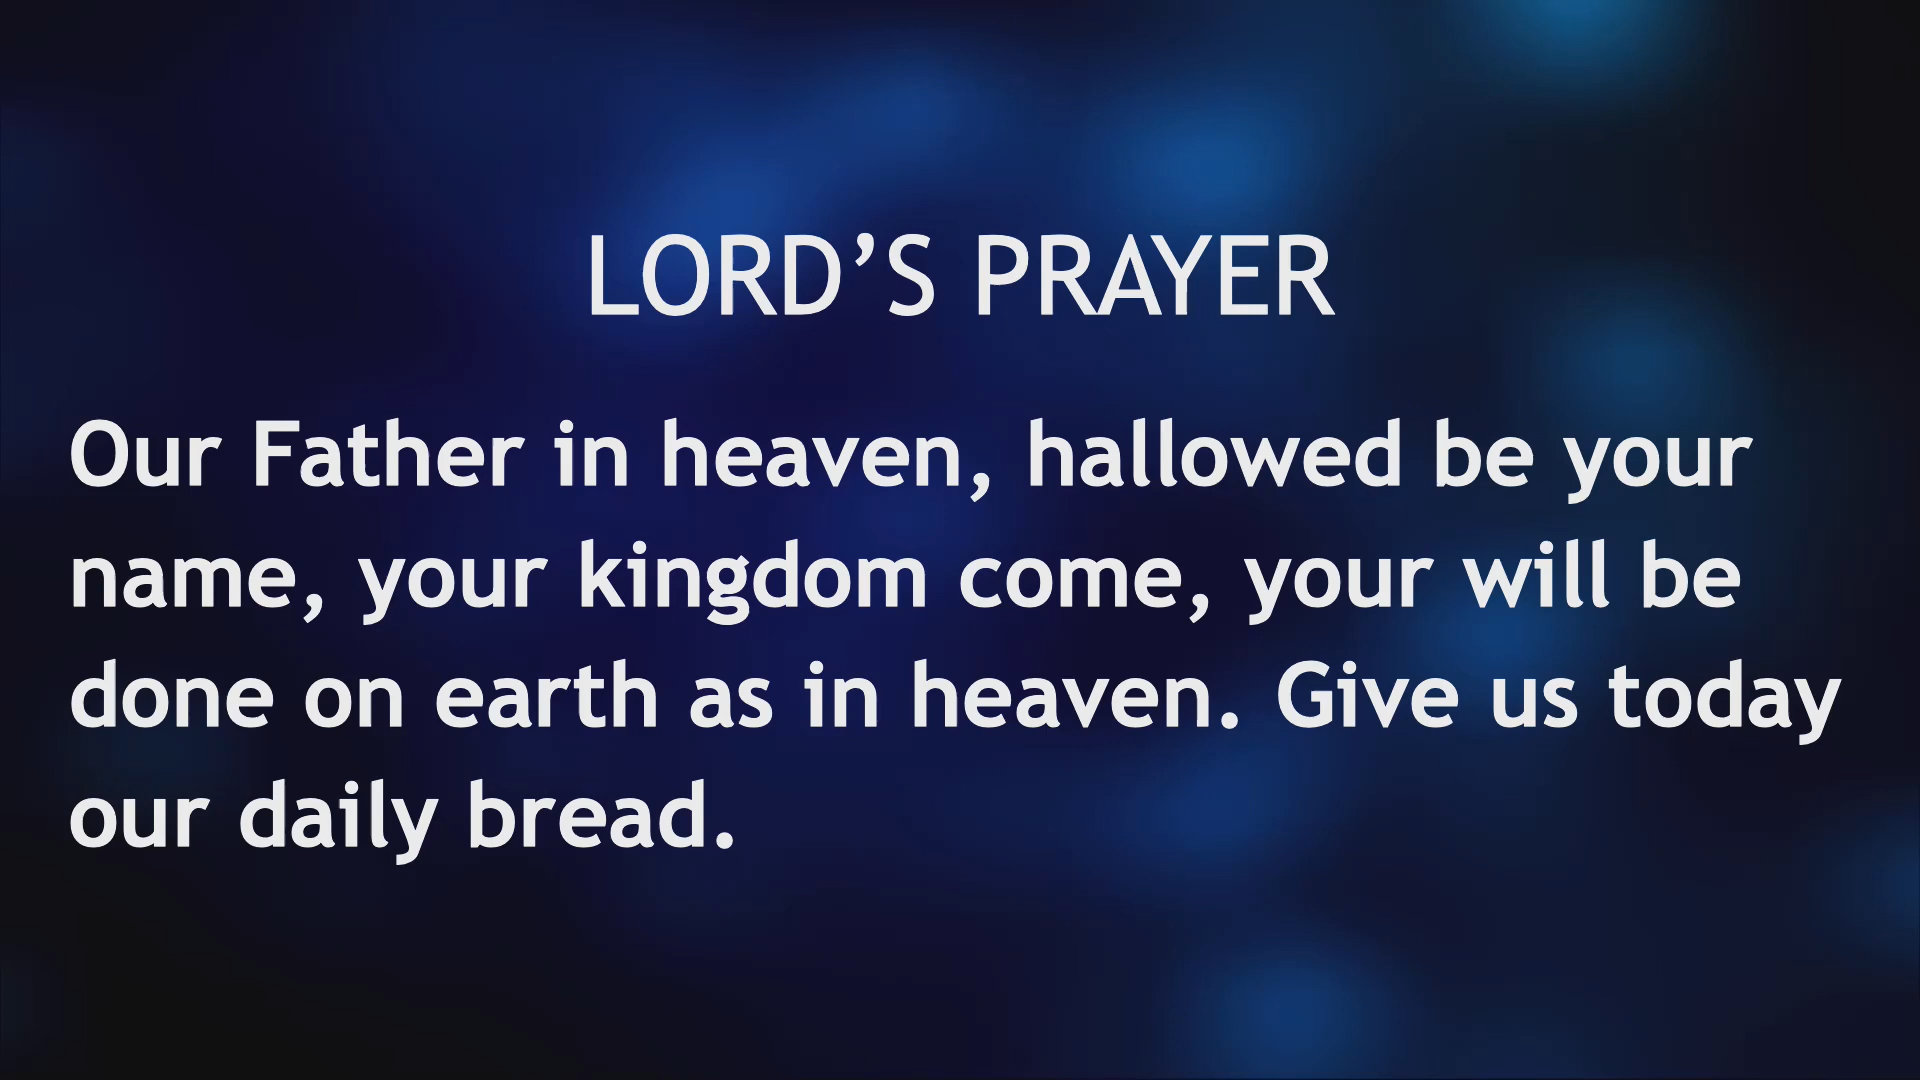 LORD’S PRAYER
Our Father in heaven, hallowed be your
name, your kingdom come, your will be
done on earth as in heaven. Give us today
our daily bread.